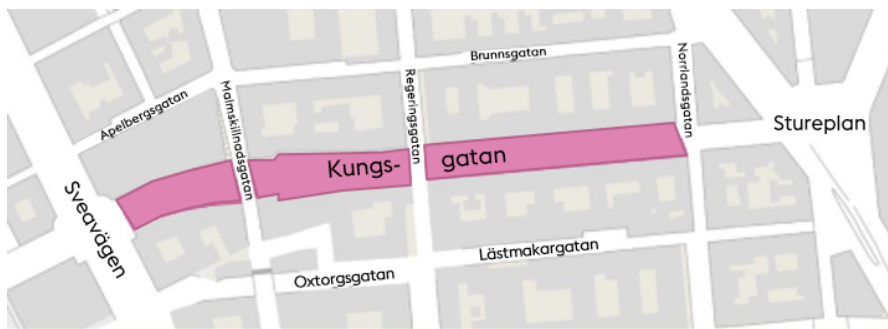 Brunnsgatan
Norrlandsgatan
Regeringsgatan
Malmskillnadsgatan
Apelbergsgatan
Stureplan
Kungs- gatan
Sveavägen
Lästmakargatan
Oxtorgsgatan